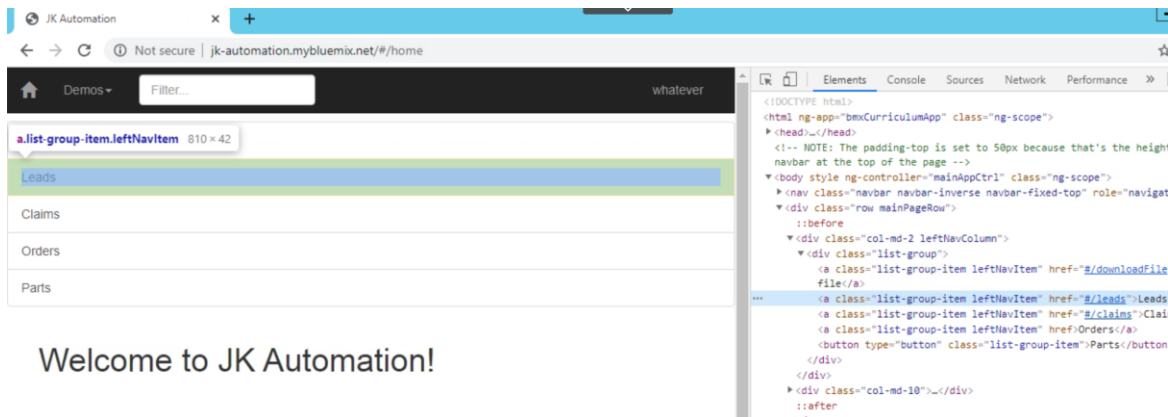 JK Automation
Not secure | jk-automation.mybluemix.net/#/home
Demos
Filter...
whatever
a.list-group-item.leftNavItem 810 × 42
Leads
Claims
Orders
Parts
Welcome to JK Automation!
Elements Console Sources Network Performance »
<!DOCTYPE html>
<html ng-app="bmxCurriculumApp" class="ng-scope">
<head>…</head>
<!-- NOTE: The padding-top is set to 50px because that's the height
navbar at the top of the page -->
<body style ng-controller="mainAppCtrl" class="ng-scope">
<nav class="navbar navbar-inverse navbar-fixed-top" role="navigat
<div class="row mainPageRow">
::before
<div class="col-md-2 leftNavColumn">
<div class="list-group">
<a class="list-group-item leftNavItem" href="#/downloadFile
file</a>
<a class="list-group-item leftNavItem" href="#/leads">Leads
<a class="list-group-item leftNavItem" href="#/claims">Clai
<a class="list-group-item leftNavItem" href>Orders</a>
<button type="button" class="list-group-item">Parts</button
</div>
</div>
<div class="col-md-10">…</div>
::after